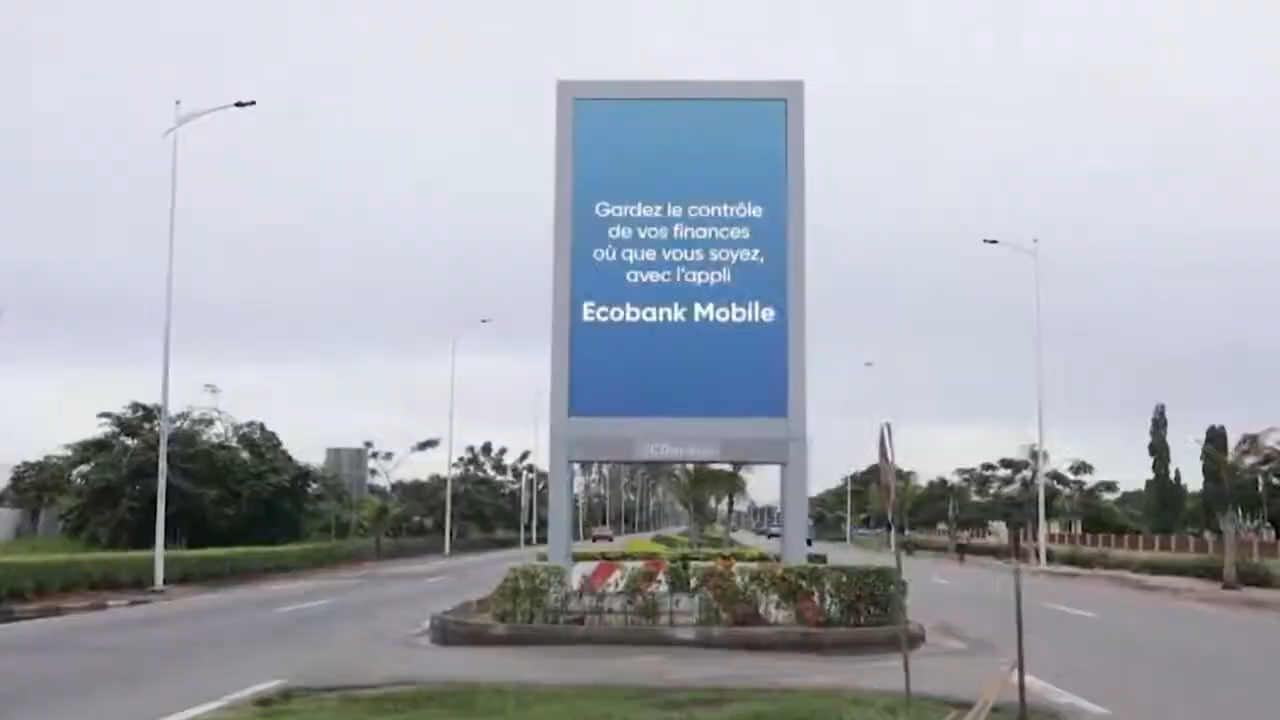 Gardez le contrôle
de vos finances
où que vous soyez,
avec l'appli
Ecobank Mobile